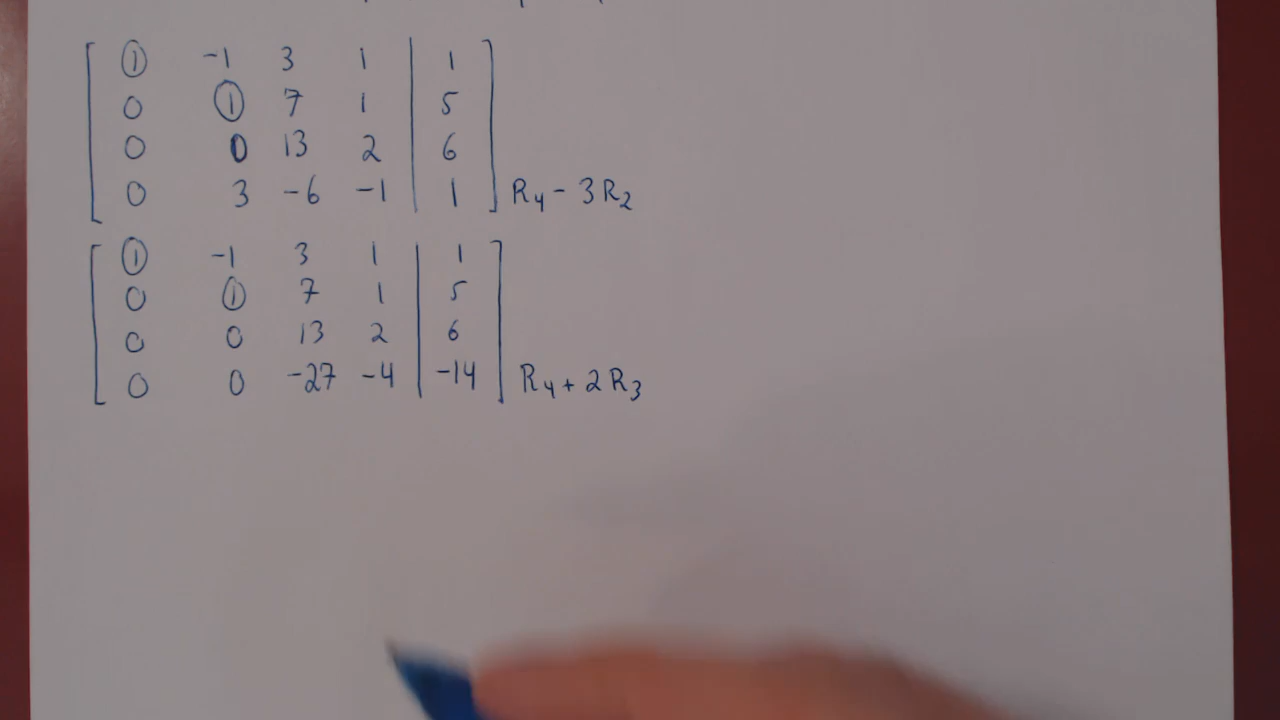 1 -1 3 1 | 1
0 1 7 1 | 5
0 0 13 2 | 6
0 3 -6 -1 | 1 R4 - 3R2
1 -1 3 1 | 1
0 1 7 1 | 5
0 0 13 2 | 6
0 0 -27 -4 | -14 R4 + 2R3